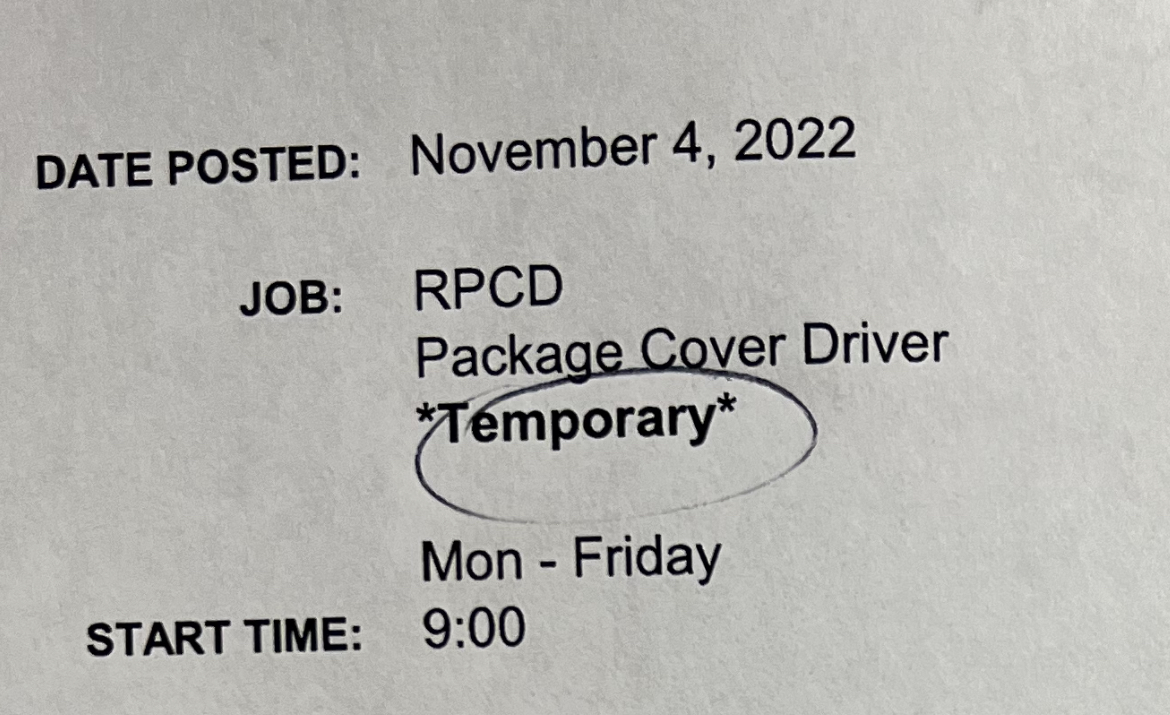 DATE POSTED: November 4, 2022
JOB: RPCD
Package Cover Driver
*Temporary*
Mon - Friday
START TIME: 9:00